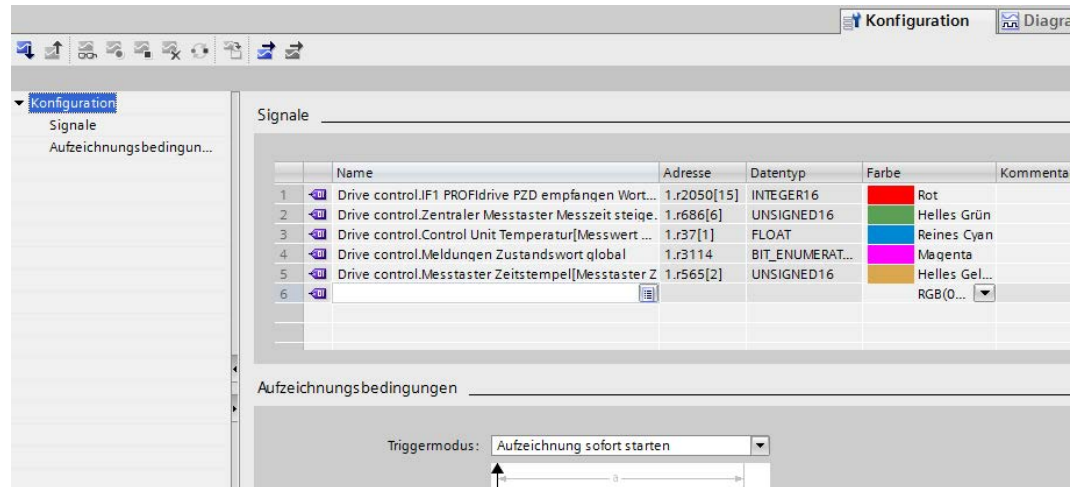 Konfiguration Diagra
Konfiguration
Signale
Aufzeichnungsbedingun...
Signale
Name Adresse Datentyp Farbe Kommenta
1 Drive control.IF1 PROFIdrive PZD empfangen Wort... 1.r2050[15] INTEGER16 Rot
2 Drive control.Zentraler Messtaster Messzeit steige. 1.r686[6] UNSIGNED16 Helles Grün
3 Drive control.Control Unit Temperatur[Messwert ... 1.r37[1] FLOAT Reines Cyan
4 Drive control.Meldungen Zustandswort global 1.r3114 BIT_ENUMERAT... Magenta
5 Drive control.Messtaster Zeitstempel[Messtaster Z 1.r565[2] UNSIGNED16 Helles Gel...
6 RGB(0...
Aufzeichnungsbedingungen
Triggermodus: Aufzeichnung sofort starten
a